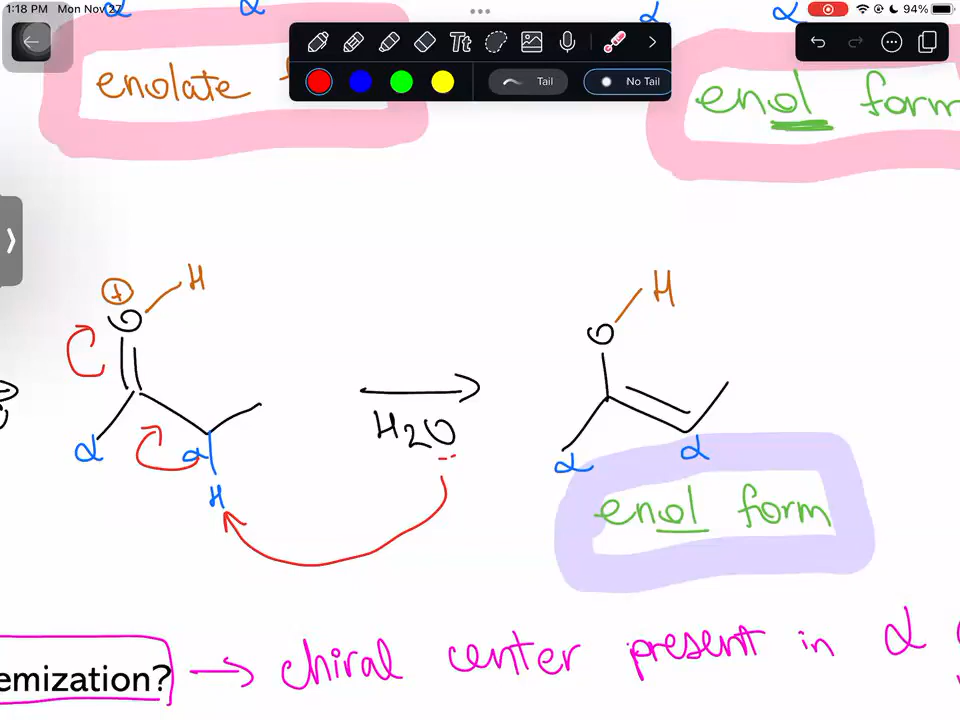 1:18 PM Mon Nov 27
94%
α α α α
Tt
Tail
No Tail
enolate
enol form
+
H
O
H
O
α
α
H
H2O
α
α
enol form
emization? → chiral center present in α